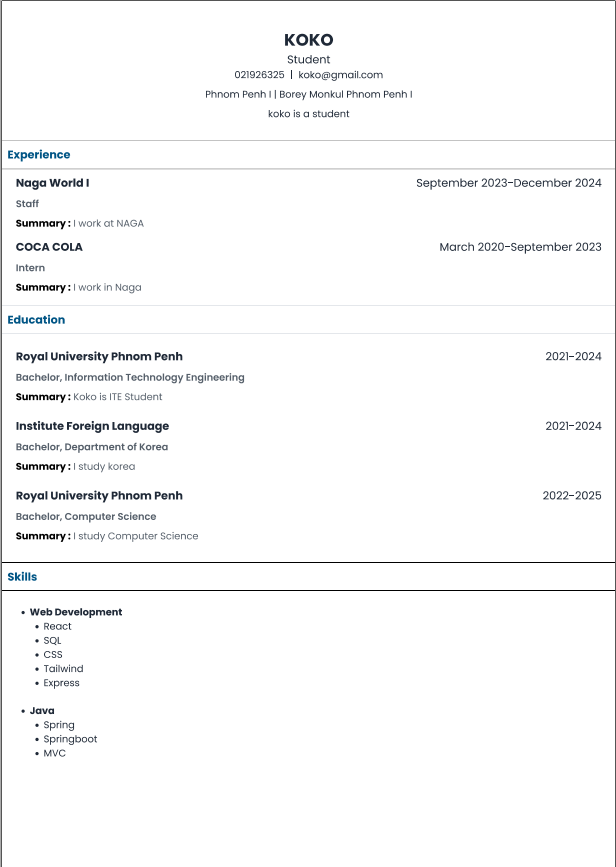 KOKO
Student
021926325 | koko@gmail.com
Phnom Penh I | Borey Monkul Phnom Penh I
koko is a student
Experience
Naga World I September 2023-December 2024
Staff
Summary : I work at NAGA
COCA COLA March 2020-September 2023
Intern
Summary : I work in Naga
Education
Royal University Phnom Penh 2021-2024
Bachelor, Information Technology Engineering
Summary : Koko is ITE Student
Institute Foreign Language 2021-2024
Bachelor, Department of Korea
Summary : I study korea
Royal University Phnom Penh 2022-2025
Bachelor, Computer Science
Summary : I study Computer Science
Skills
• Web Development
• React
• SQL
• CSS
• Tailwind
• Express
• Java
• Spring
• Springboot
• MVC